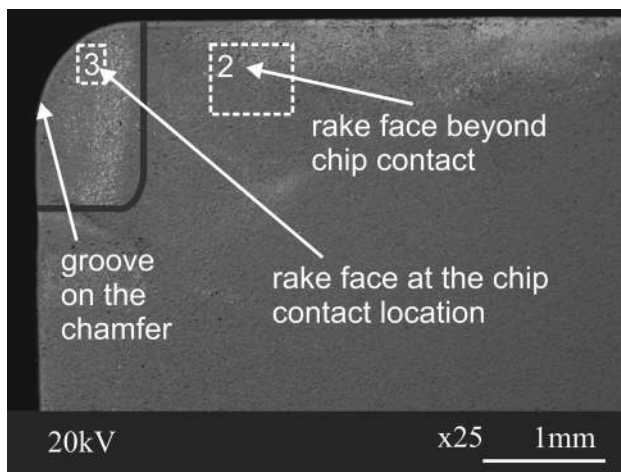 3
2
rake face beyond
chip contact
groove
on the
chamfer
rake face at the chip
contact location
20kV
x25
1mm